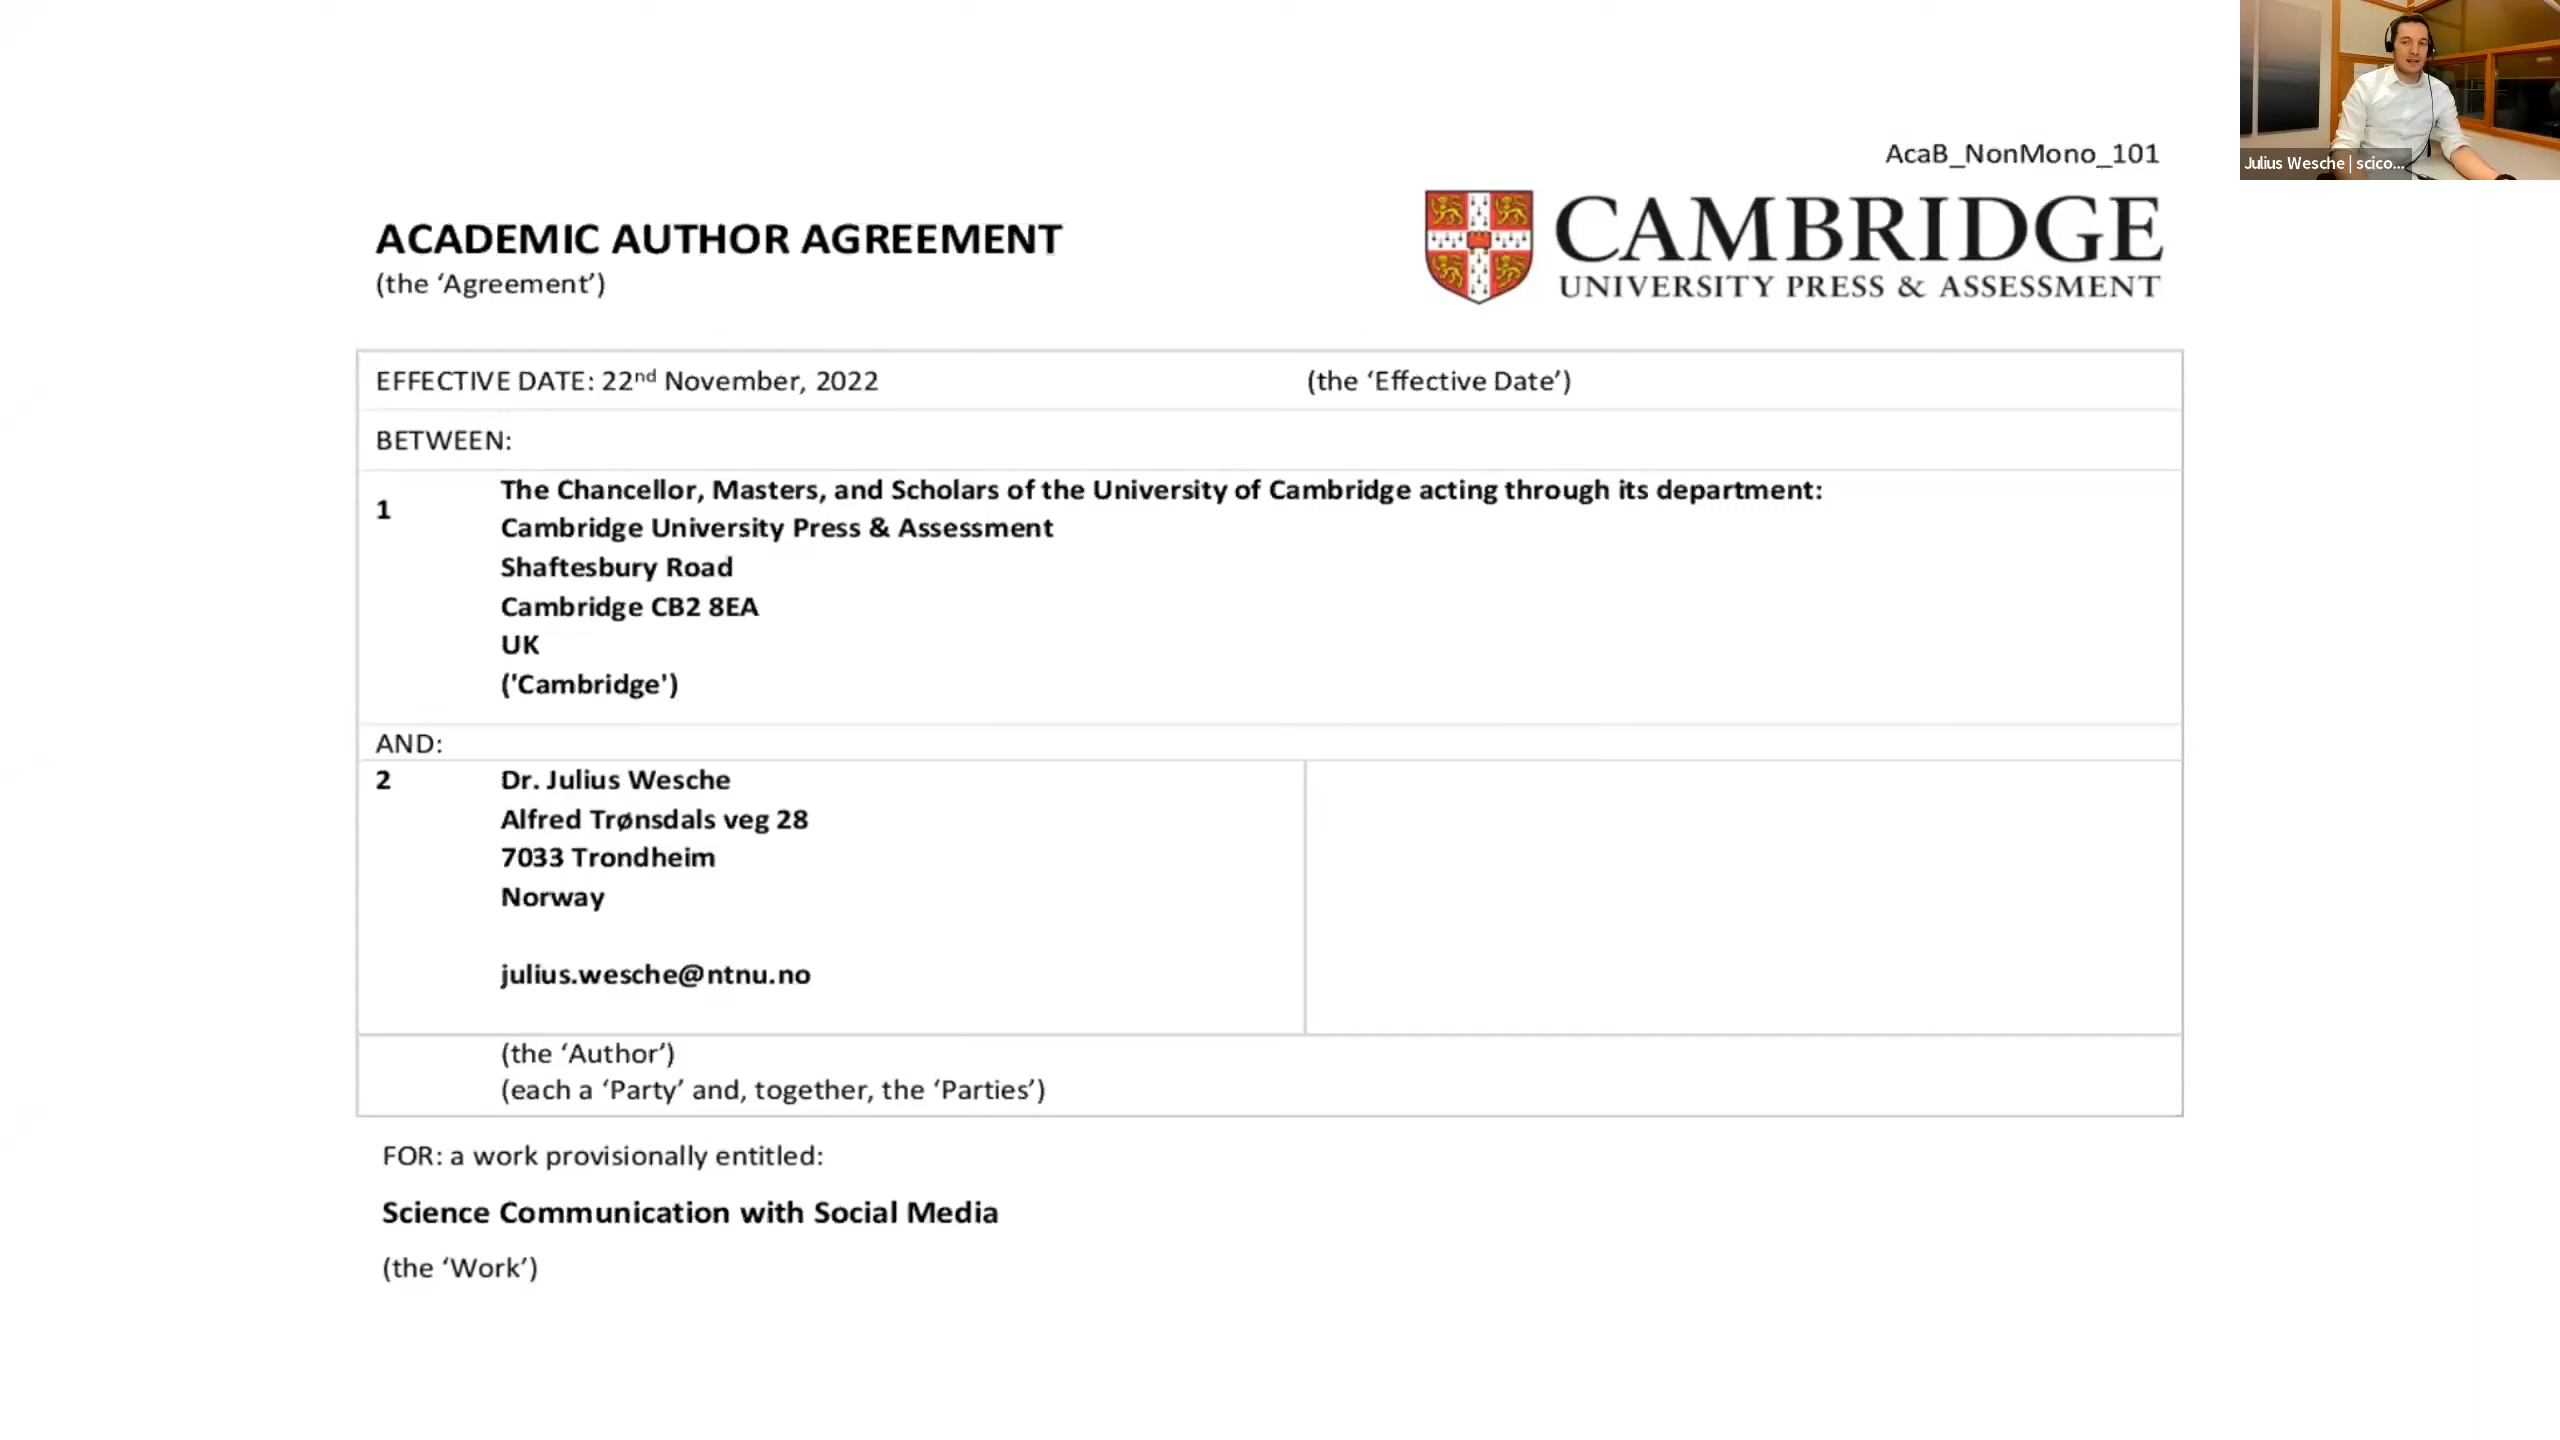 Julius Wesche | scico...
AcaB_NonMono_101
CAMBRIDGE
UNIVERSITY PRESS & ASSESSMENT
ACADEMIC AUTHOR AGREEMENT
(the ‘Agreement’)
EFFECTIVE DATE: 22nd November, 2022 (the ‘Effective Date’)
BETWEEN:
1
The Chancellor, Masters, and Scholars of the University of Cambridge acting through its department:
Cambridge University Press & Assessment
Shaftesbury Road
Cambridge CB2 8EA
UK
('Cambridge')
AND:
2 Dr. Julius Wesche
Alfred Trønsdals veg 28
7033 Trondheim
Norway
julius.wesche@ntnu.no
(the ‘Author’)
(each a ‘Party’ and, together, the ‘Parties’)
FOR: a work provisionally entitled:
Science Communication with Social Media
(the ‘Work’)